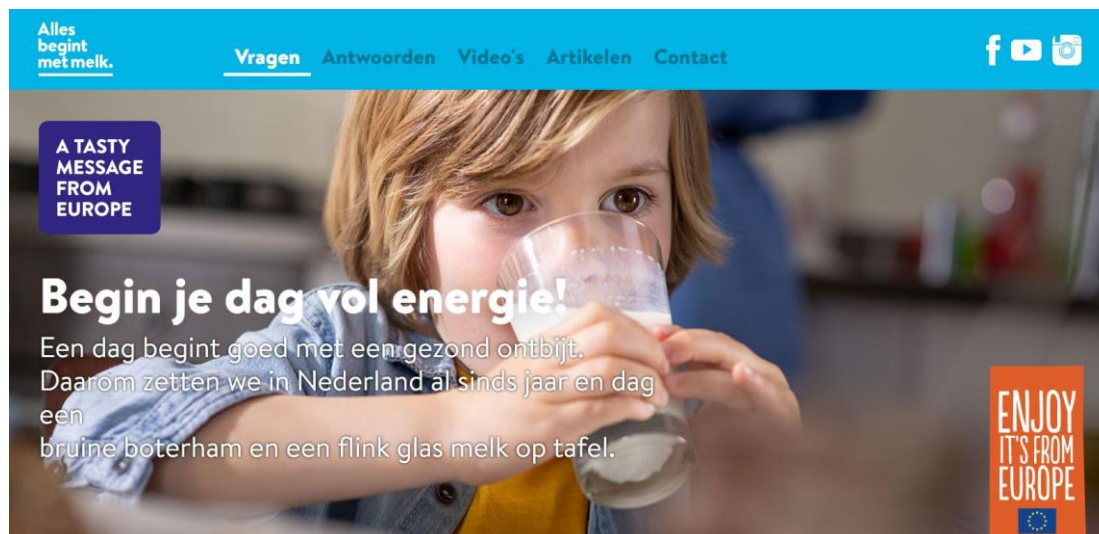 Alles
begint
met melk.
Vragen Antwoorden Video's Artikelen Contact
A TASTY
MESSAGE
FROM
EUROPE
Begin je dag vol energie!
Een dag begint goed met een gezond ontbijt.
Daarom zetten we in Nederland al sinds jaar en dag
een
bruine boterham en een flink glas melk op tafel.
ENJOY
IT'S FROM
EUROPE